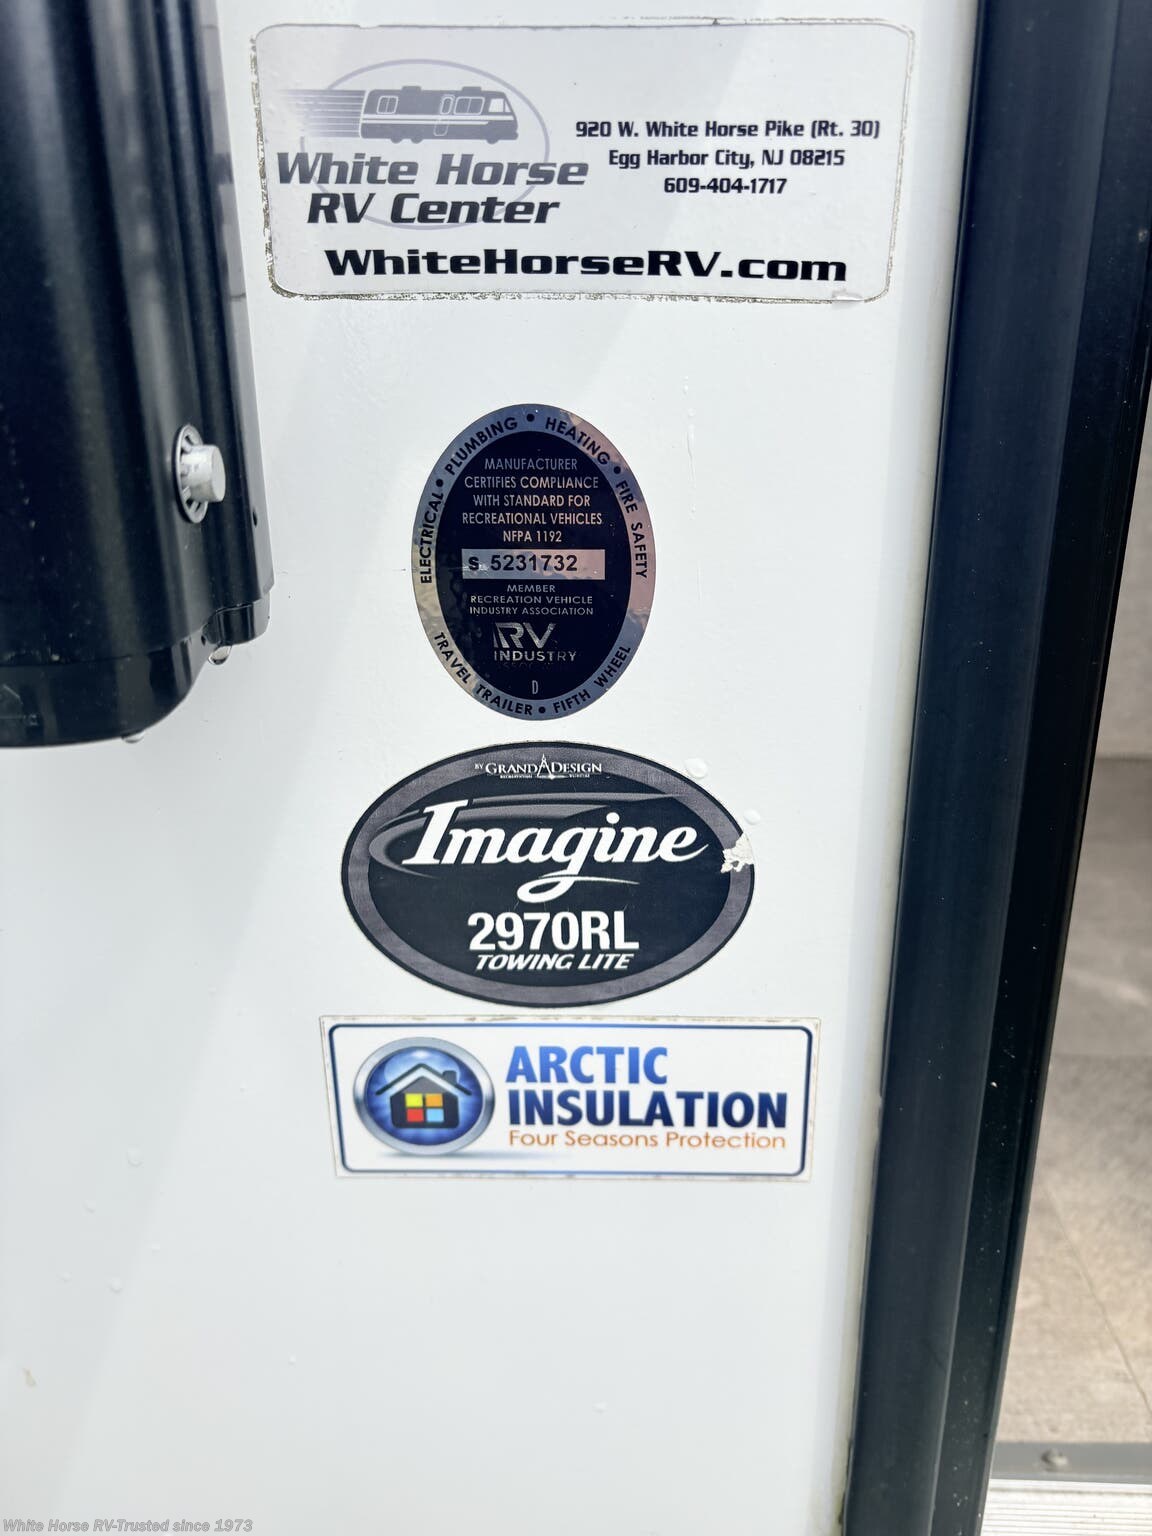 White Horse
RV Center
920 W. White Horse Pike (Rt. 30)
Egg Harbor City, NJ 08215
609-404-1717
WhiteHorseRV.com
ELECTRICAL • PLUMBING • HEATING • FIRE SAFETY
MANUFACTURER
CERTIFIES COMPLIANCE
WITH STANDARD FOR
RECREATIONAL VEHICLES
NFPA 1192
S 5231732
MEMBER
RECREATION VEHICLE
INDUSTRY ASSOCIATION
RV
INDUSTRY
D
TRAVEL TRAILER • FIFTH WHEEL
BY GRAND DESIGN
Imagine
2970RL
TOWING LITE
ARCTIC
INSULATION
Four Seasons Protection
White Horse RV-Trusted since 1973